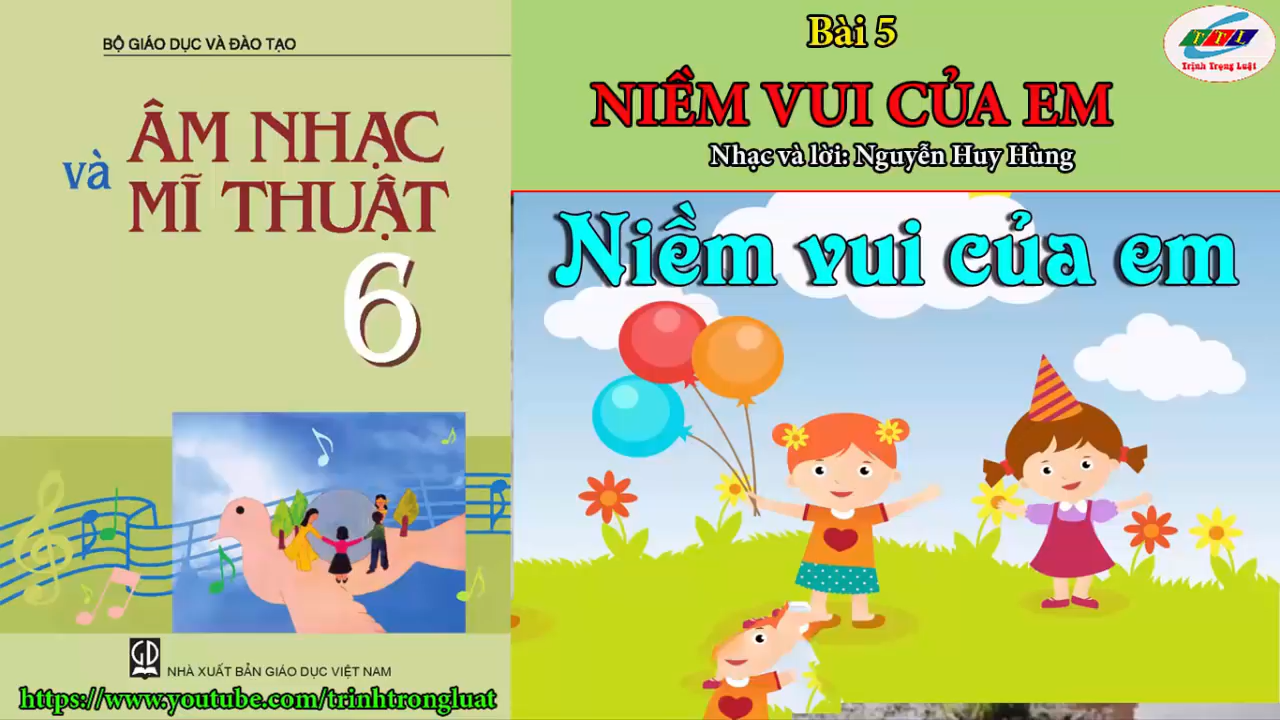 BỘ GIÁO DỤC VÀ ĐÀO TẠO
ÂM NHẠC
và
MĨ THUẬT
6
GD
NHÀ XUẤT BẢN GIÁO DỤC VIỆT NAM
https://www.youtube.com/trinhtrongluat
Bài 5
NIỀM VUI CỦA EM
Nhạc và lời: Nguyễn Huy Hùng
TTL
Trịnh Trọng Luật
Niềm vui của em